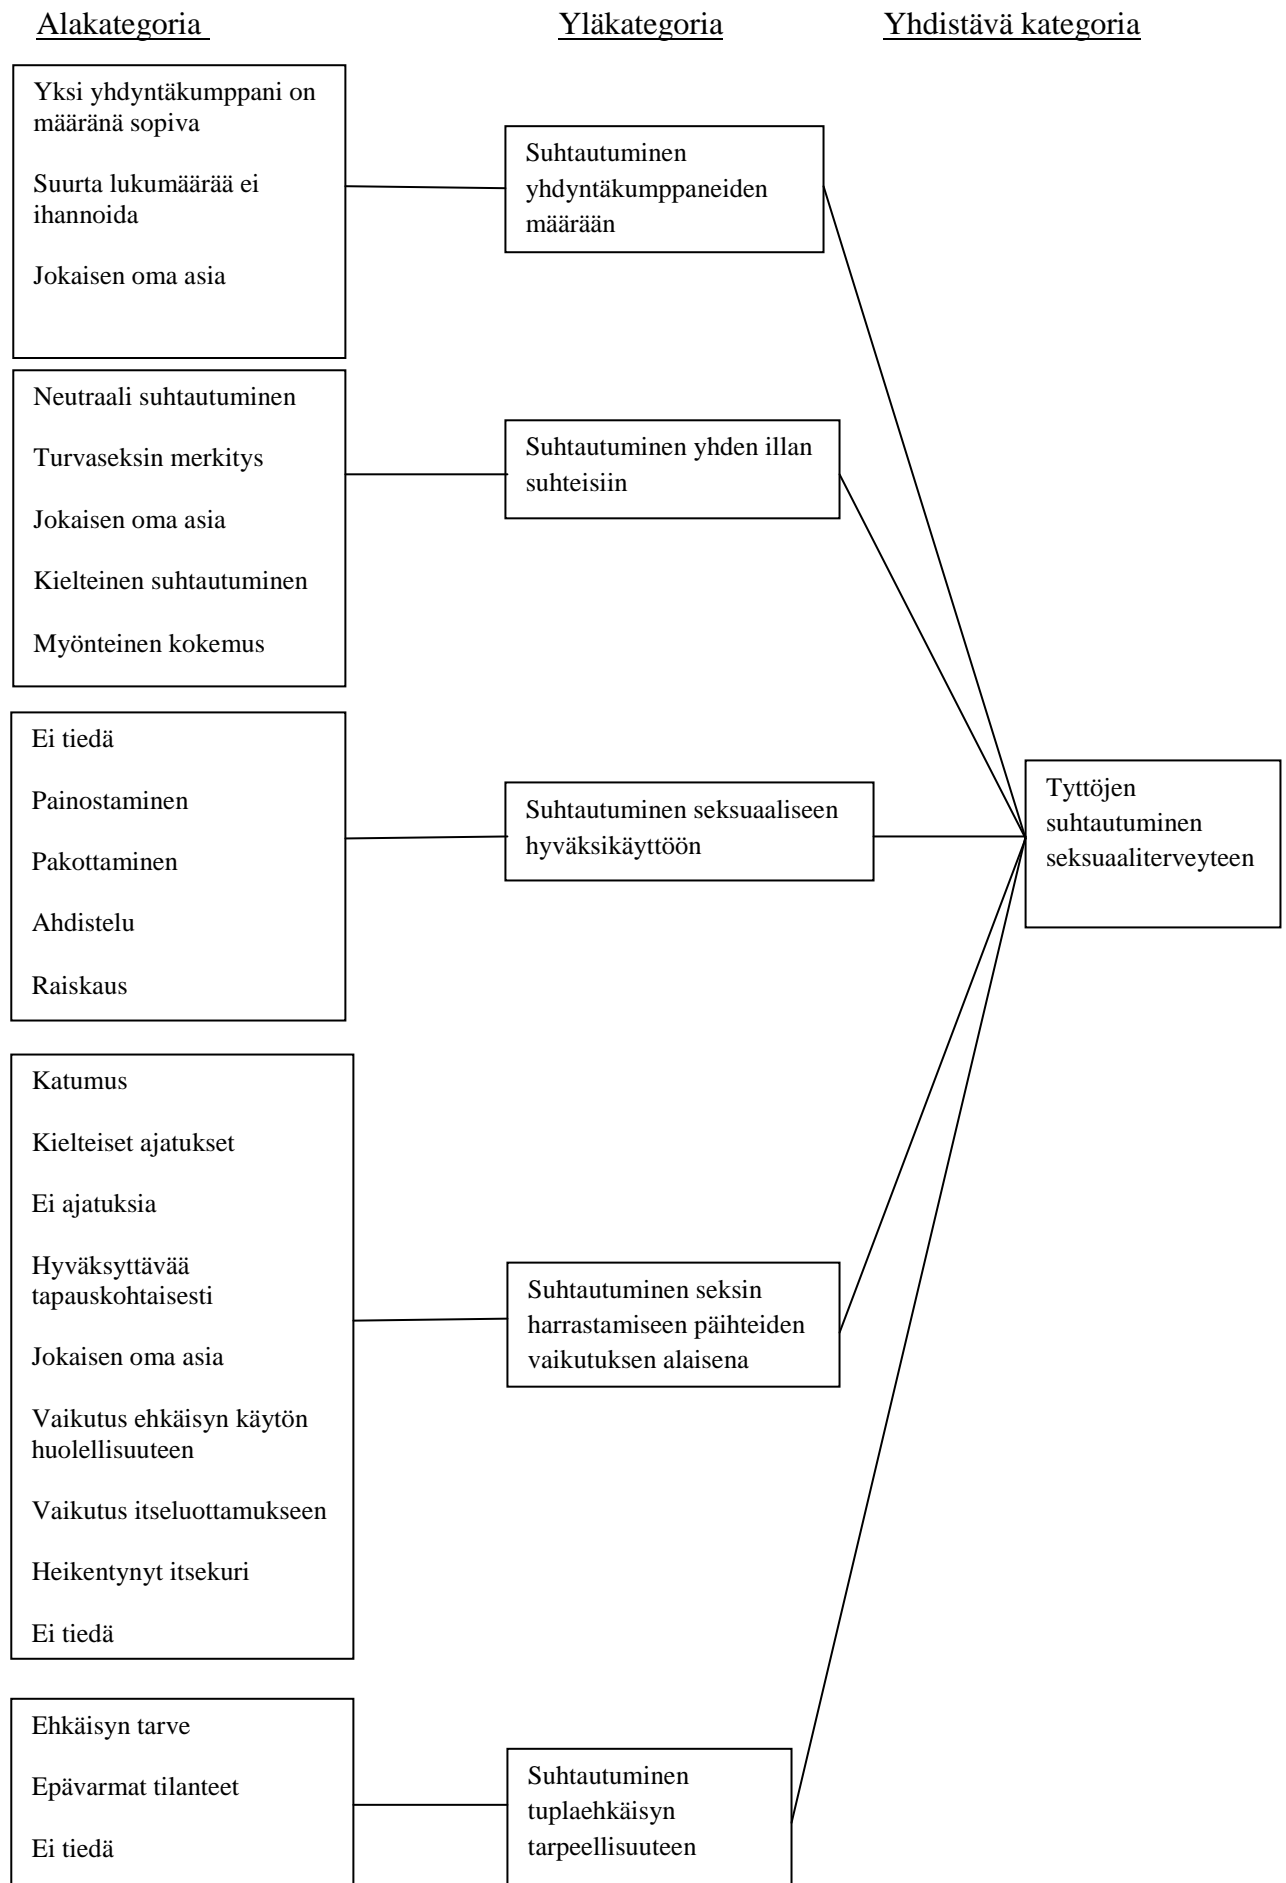 Alakategoria
Yläkategoria
Yhdistävä kategoria
Yksi yhdyntäkumppani on
määränä sopiva
Suurta lukumäärää ei
ihannoida
Jokaisen oma asia
Suhtautuminen
yhdyntäkumppaneiden
määrään
Neutraali suhtautuminen
Turvaseksin merkitys
Jokaisen oma asia
Kielteinen suhtautuminen
Myönteinen kokemus
Suhtautuminen yhden illan
suhteisiin
Ei tiedä
Painostaminen
Pakottaminen
Ahdistelu
Raiskaus
Suhtautuminen seksuaaliseen
hyväksikäyttöön
Tyttöjen
suhtautuminen
seksuaaliterveyteen
Katumus
Kielteiset ajatukset
Ei ajatuksia
Hyväksyttävää
tapauskohtaisesti
Jokaisen oma asia
Vaikutus ehkäisyn käytön
huolellisuuteen
Vaikutus itseluottamukseen
Heikentynyt itsekuri
Ei tiedä
Suhtautuminen seksin
harrastamiseen päihteiden
vaikutuksen alaisena
Ehkäisyn tarve
Epävarmat tilanteet
Ei tiedä
Suhtautuminen
tuplaehkäisyn
tarpeellisuuteen